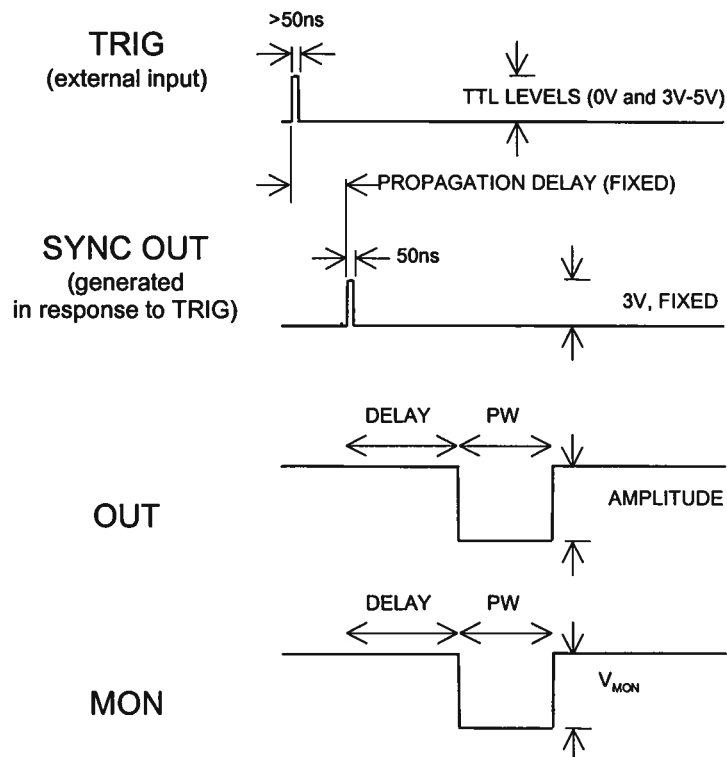 >50ns
TRIG
(external input)
TTL LEVELS (0V and 3V-5V)
PROPAGATION DELAY (FIXED)
SYNC OUT
(generated
in response to TRIG)
50ns
3V, FIXED
DELAY PW
OUT
AMPLITUDE
DELAY PW
MON
VMON